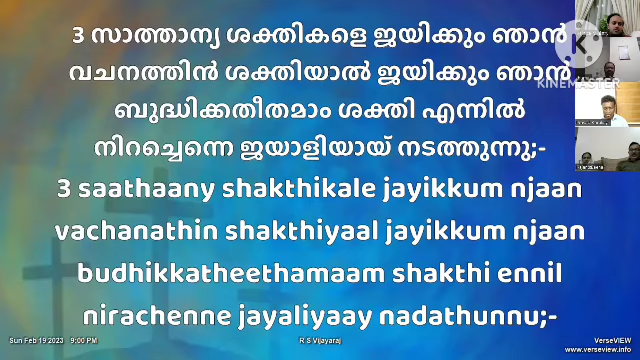 3 സാത്താന്യ ശക്തികളെ ജയിക്കും ഞാൻ
വചനത്തിൻ ശക്തിയാൽ ജയിക്കും ഞാൻ
ബുദ്ധിക്കതീതമാം ശക്തി എന്നിൽ
നിറച്ചെന്നെ ജയാളിയായ് നടത്തുന്നു;-
3 saathaany shakthikale jayikkum njaan
vachanathin shakthiyaal jayikkum njaan
budhikkatheethamaam shakthi ennil
nirachenne jayaliyaay nadathunnu;-
Sun Feb 19 2023 9:00 PM
R S Vijayaraj
VerseVIEW
www.verseview.info
K
KINEMASTER